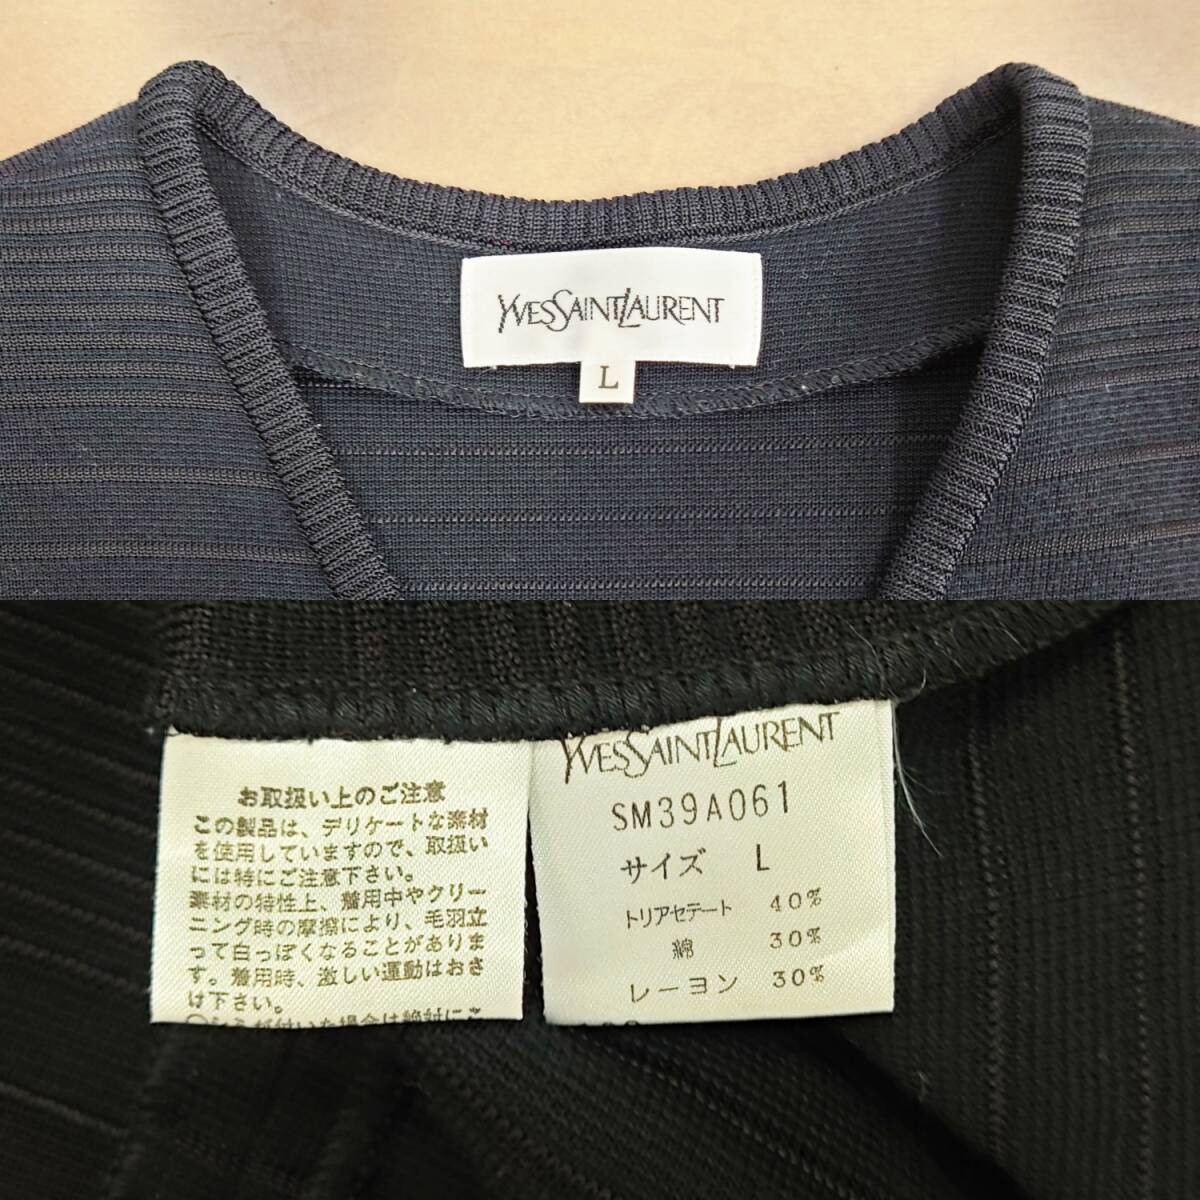 YVESSAINTLAURENT
L
お取扱い上のご注意
この製品は、デリケートな素材
を使用していますので、取扱い
には特にご注意下さい。
素材の特性上、着用中やクリー
ニング時の摩擦により、毛羽立
って白っぽくなることがありま
す。着用時、激しい運動はおさ
け下さい。
YVESSAINTLAURENT
SM39A061
サイズ L
トリアセテート 40%
綿 30%
レーヨン 30%